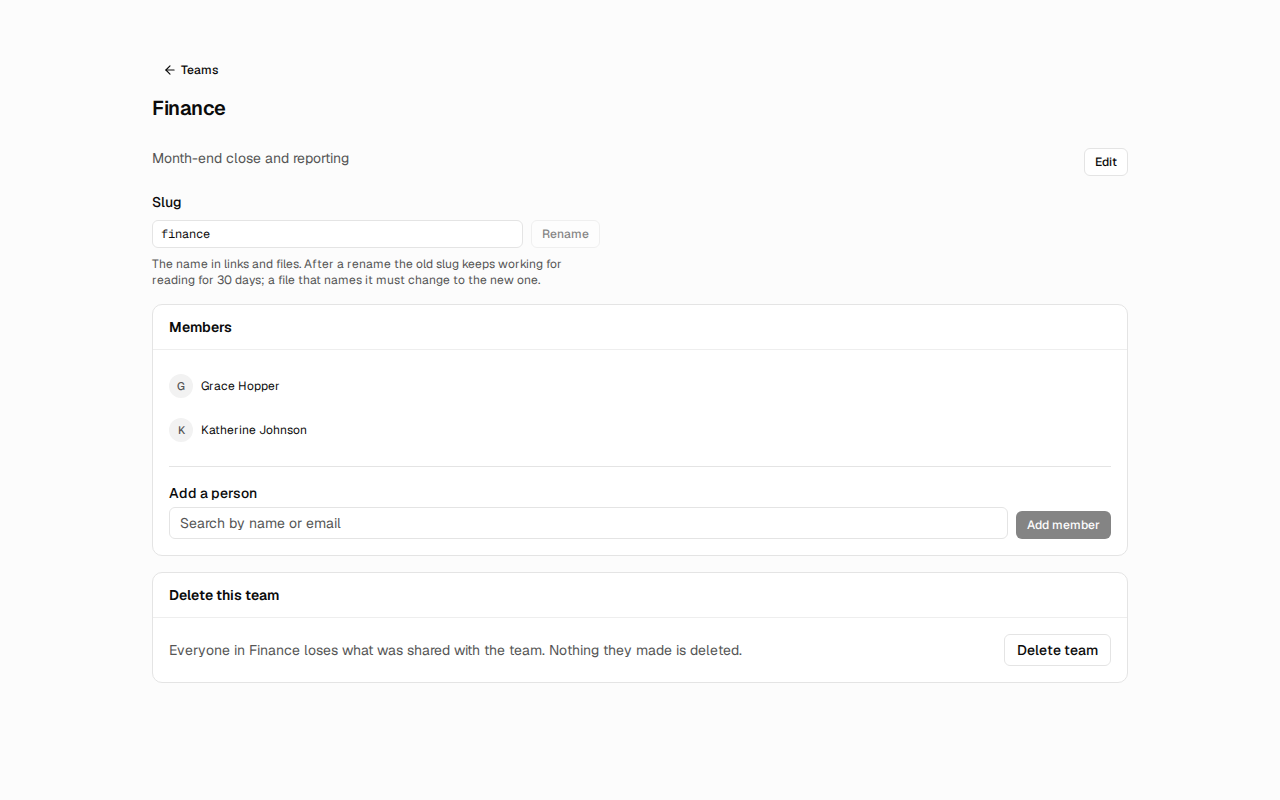 Teams
Finance
Month-end close and reporting
Edit
Slug
finance
Rename
The name in links and files. After a rename the old slug keeps working for
reading for 30 days; a file that names it must change to the new one.
Members
G
Grace Hopper
K
Katherine Johnson
Add a person
Search by name or email
Add member
Delete this team
Everyone in Finance loses what was shared with the team. Nothing they made is deleted.
Delete team